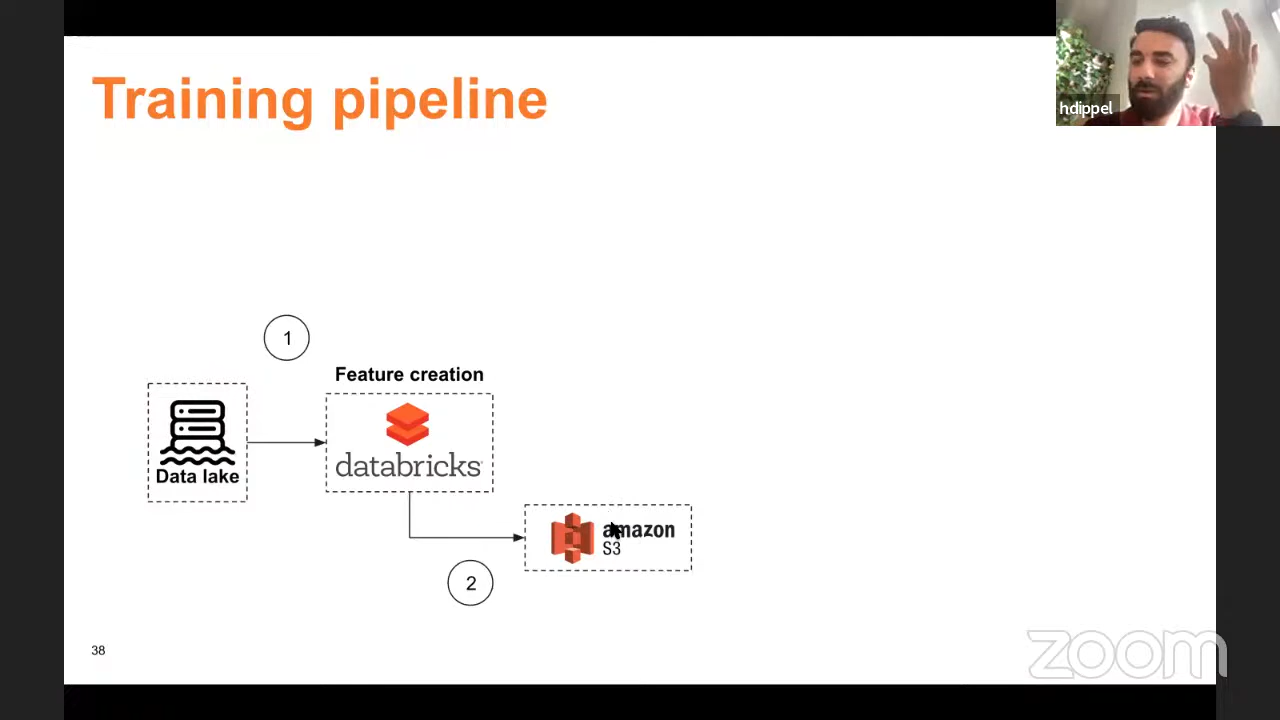 Training pipeline
hdippel
1
Feature creation
databricks
Data lake
amazon
S3
2
38
zoom